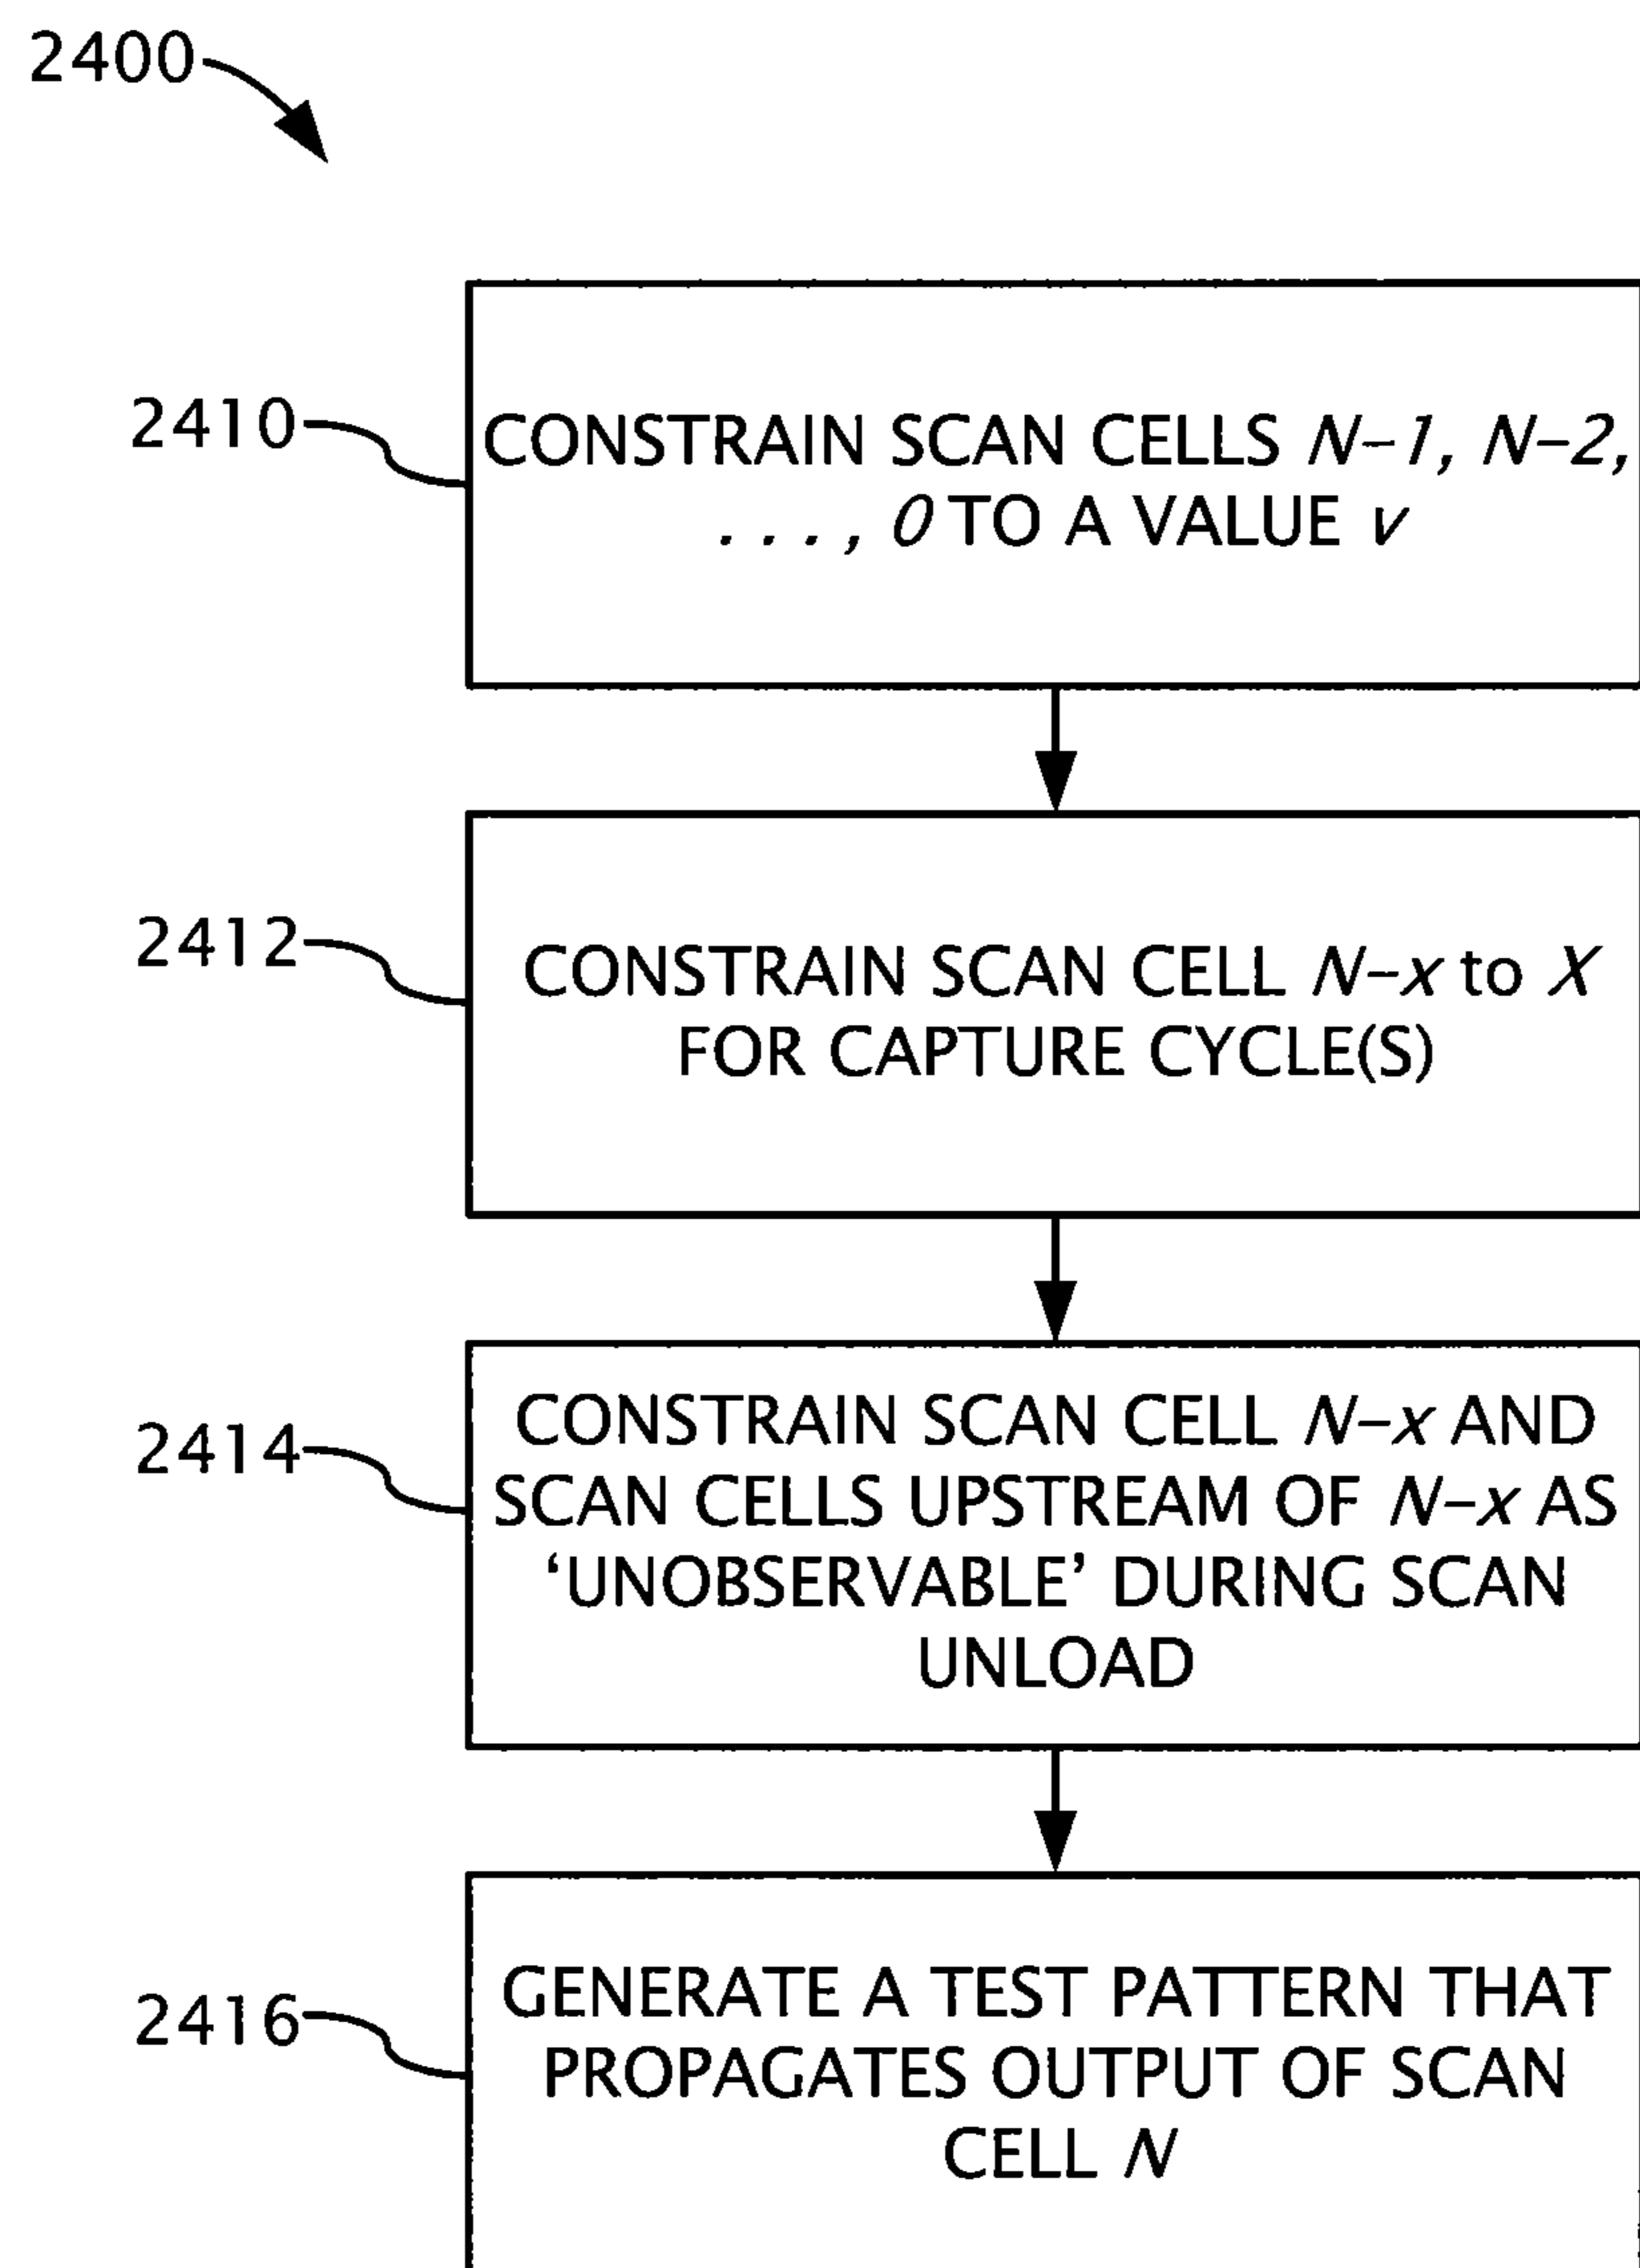 2400
2410
CONSTRAIN SCAN CELLS N–1, N–2,
. . . , 0 TO A VALUE v
2412
CONSTRAIN SCAN CELL N–x to X
FOR CAPTURE CYCLE(S)
2414
CONSTRAIN SCAN CELL N–x AND
SCAN CELLS UPSTREAM OF N–x AS
‘UNOBSERVABLE’ DURING SCAN
UNLOAD
2416
GENERATE A TEST PATTERN THAT
PROPAGATES OUTPUT OF SCAN
CELL N